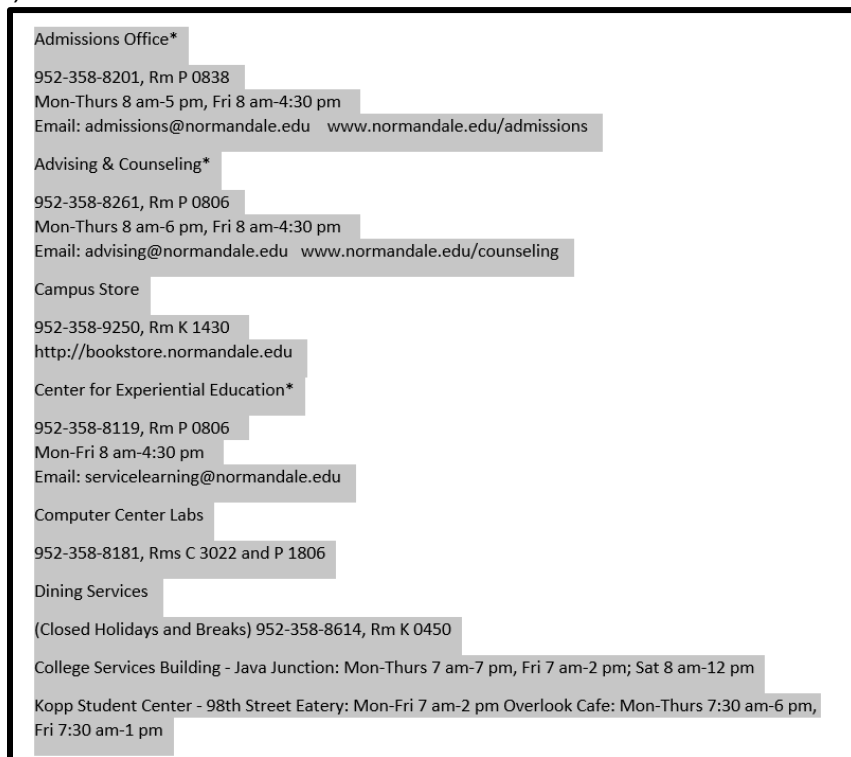 Admissions Office*
952-358-8201, Rm P 0838
Mon-Thurs 8 am-5 pm, Fri 8 am-4:30 pm
Email: admissions@normandale.edu www.normandale.edu/admissions
Advising & Counseling*
952-358-8261, Rm P 0806
Mon-Thurs 8 am-6 pm, Fri 8 am-4:30 pm
Email: advising@normandale.edu www.normandale.edu/counseling
Campus Store
952-358-9250, Rm K 1430
http://bookstore.normandale.edu
Center for Experiential Education*
952-358-8119, Rm P 0806
Mon-Fri 8 am-4:30 pm
Email: servicelearning@normandale.edu
Computer Center Labs
952-358-8181, Rms C 3022 and P 1806
Dining Services
(Closed Holidays and Breaks) 952-358-8614, Rm K 0450
College Services Building - Java Junction: Mon-Thurs 7 am-7 pm, Fri 7 am-2 pm; Sat 8 am-12 pm
Kopp Student Center - 98th Street Eatery: Mon-Fri 7 am-2 pm Overlook Cafe: Mon-Thurs 7:30 am-6 pm,
Fri 7:30 am-1 pm